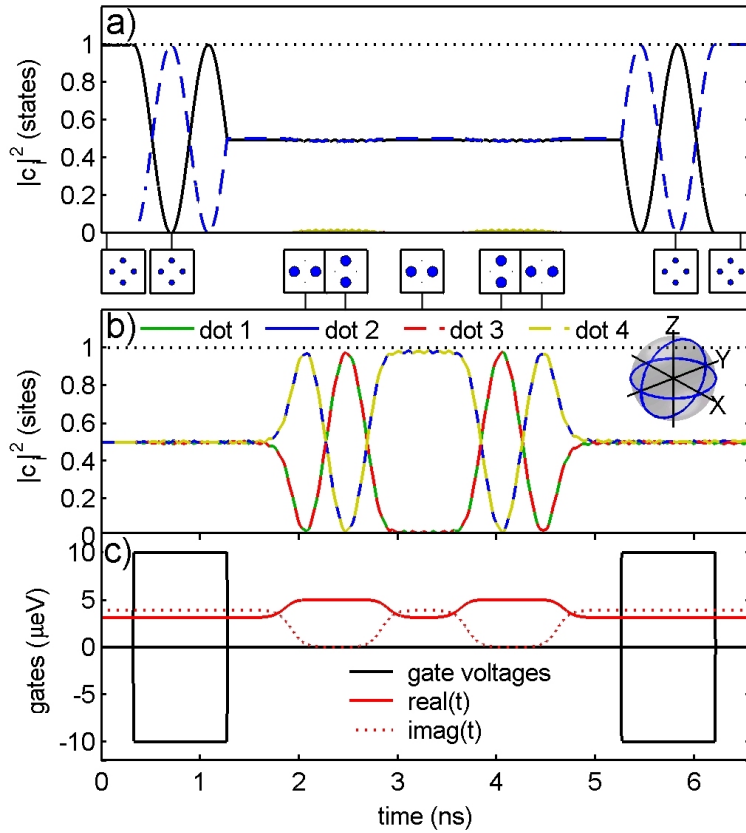 a)
|c_i|^2 (states)
1
0.8
0.6
0.4
0.2
0
b)
dot 1 dot 2 dot 3 dot 4
|c_i|^2 (sites)
1
0.8
0.6
0.4
0.2
0
Z
Y
X
c)
gates (μeV)
10
5
0
-5
-10
gate voltages
real(t)
imag(t)
0 1 2 3 4 5 6
time (ns)